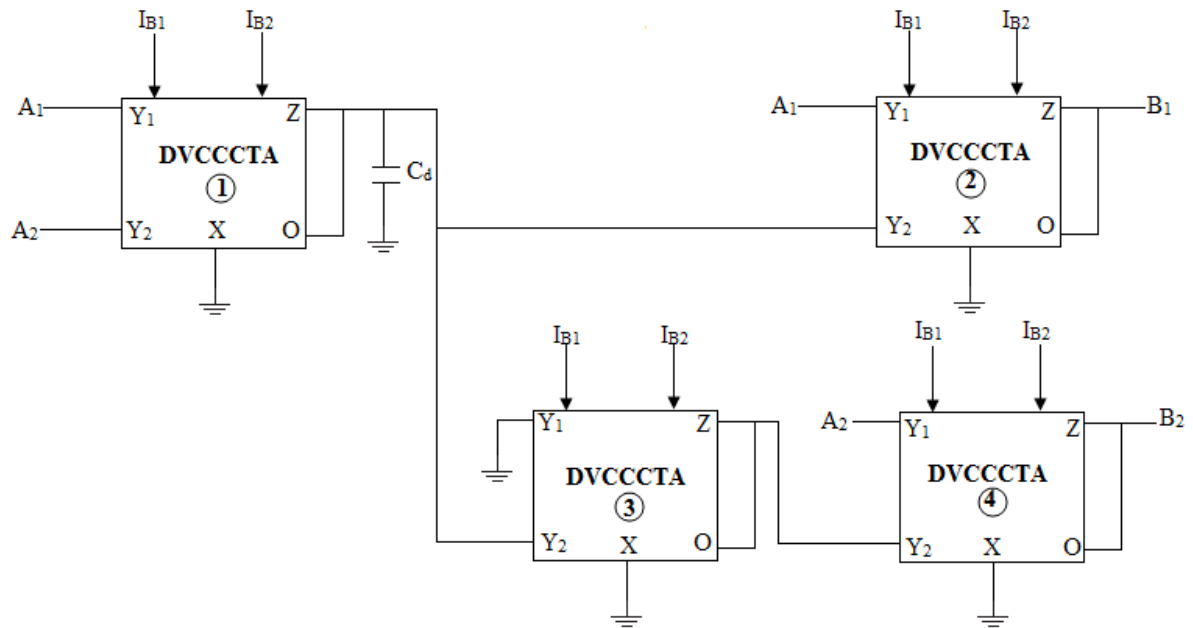 IB1 IB2
A1 Y1 Z
DVCCCTA
1
A2 Y2 X O
Cd
IB1 IB2
A1 Y1 Z B1
DVCCCTA
2
Y2 X O
IB1 IB2
Y1 Z
DVCCCTA
3
Y2 X O
IB1 IB2
A2 Y1 Z B2
DVCCCTA
4
Y2 X O